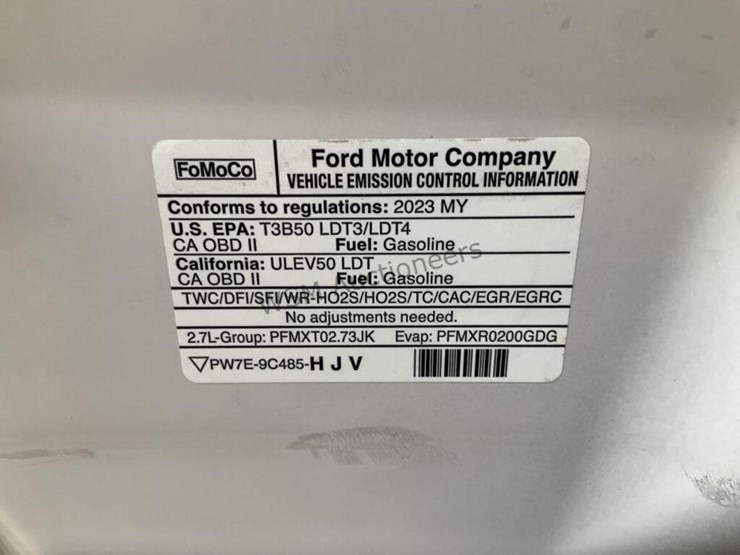 FoMoCo
Ford Motor Company
VEHICLE EMISSION CONTROL INFORMATION
Conforms to regulations: 2023 MY
U.S. EPA: T3B50 LDT3/LDT4
CA OBD II Fuel: Gasoline
California: ULEV50 LDT
CA OBD II Fuel: Gasoline
TWC/DFI/SFI/WR-HO2S/HO2S/TC/CAC/EGR/EGRC
No adjustments needed.
2.7L-Group: PFMXT02.73JK Evap: PFMXR0200GDG
▽PW7E-9C485-H J V